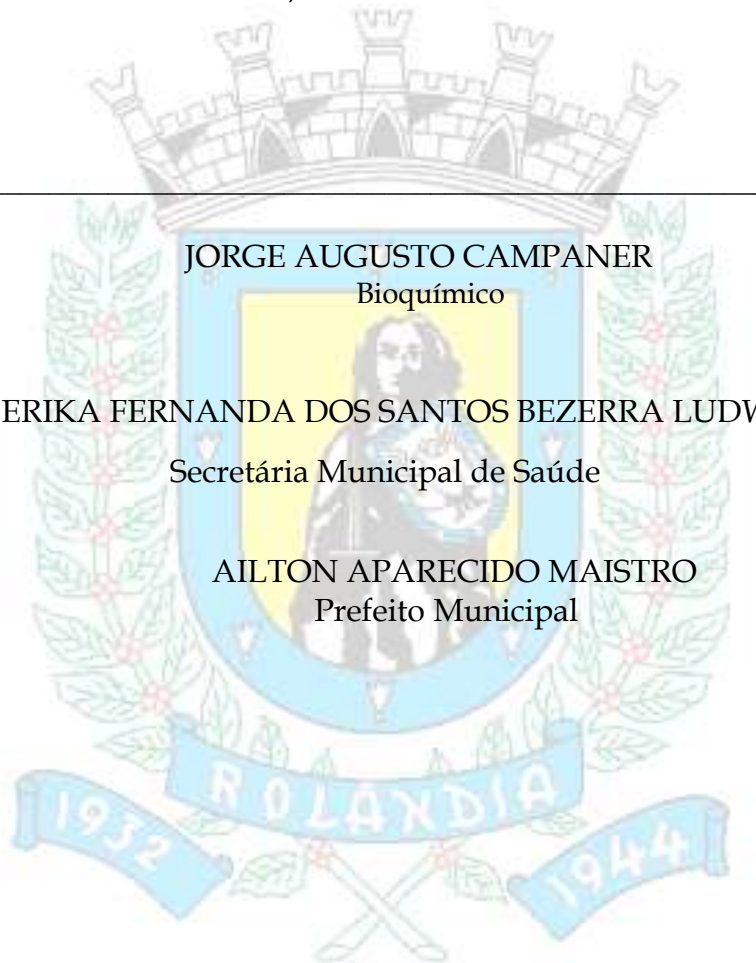 JORGE AUGUSTO CAMPANER
Bioquímico
ERIKA FERNANDA DOS SANTOS BEZERRA
Secretária Municipal de Saúde
AILTON APARECIDO MAISTRO
Prefeito Municipal
ROLÂNDIA
1932
1944